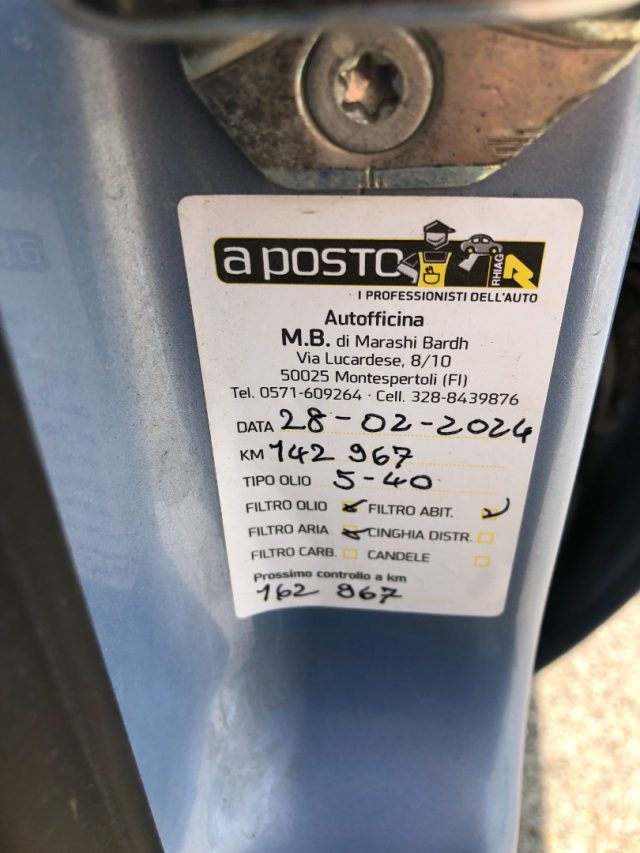 a posto
RHIAG
I PROFESSIONISTI DELL'AUTO
Autofficina
M.B. di Marashi Bardh
Via Lucardese, 8/10
50025 Montespertoli (FI)
Tel. 0571-609264 · Cell. 328-8439876
DATA 28-02-2024
KM 142 967
TIPO OLIO 5-40
FILTRO OLIO FILTRO ABIT.
FILTRO ARIA CINGHIA DISTR.
FILTRO CARB. CANDELE
Prossimo controllo a km
162 967